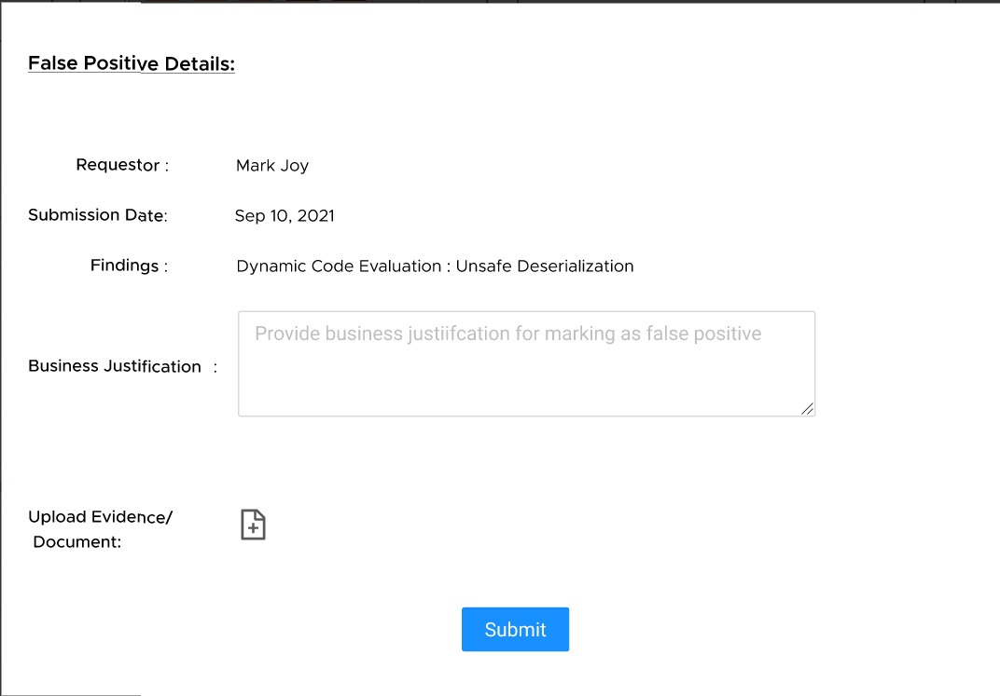 False Positive Details:
Requestor : Mark Joy
Submission Date: Sep 10, 2021
Findings : Dynamic Code Evaluation : Unsafe Deserialization
Provide business justiifcation for marking as false positive
Business Justification :
Upload Evidence/
Document:
Submit